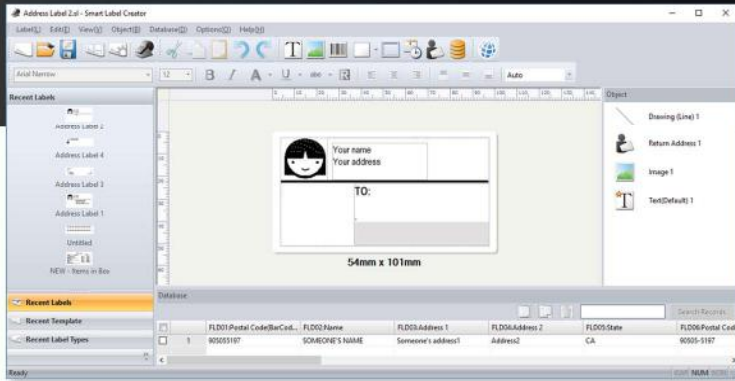 Address Label 2.sl - Smart Label Creator
Label(L) Edit(E) View(V) Object(B) Database(D) Options(O) Help(H)
Arial Narrow 12 B I A U abc Auto
Recent Labels
Object
Address Label 2
Address Label 4
Address Label 3
Address Label 1
Untitled
NEW - Items in Box
Your name
Your address
TO:
54mm x 101mm
Drawing (Line) 1
Return Address 1
Image 1
Text(Default) 1
Recent Labels
Recent Template
Recent Label Types
Database
Search Records
FLD01:Postal Code(BarCod... FLD02:Name FLD03:Address 1 FLD04:Address 2 FLD05:State FLD06:Postal Cod
1 905055197 SOMEONE'S NAME Someone's address1 Address2 CA 90505-5197
Ready
CAP NUM SCRL